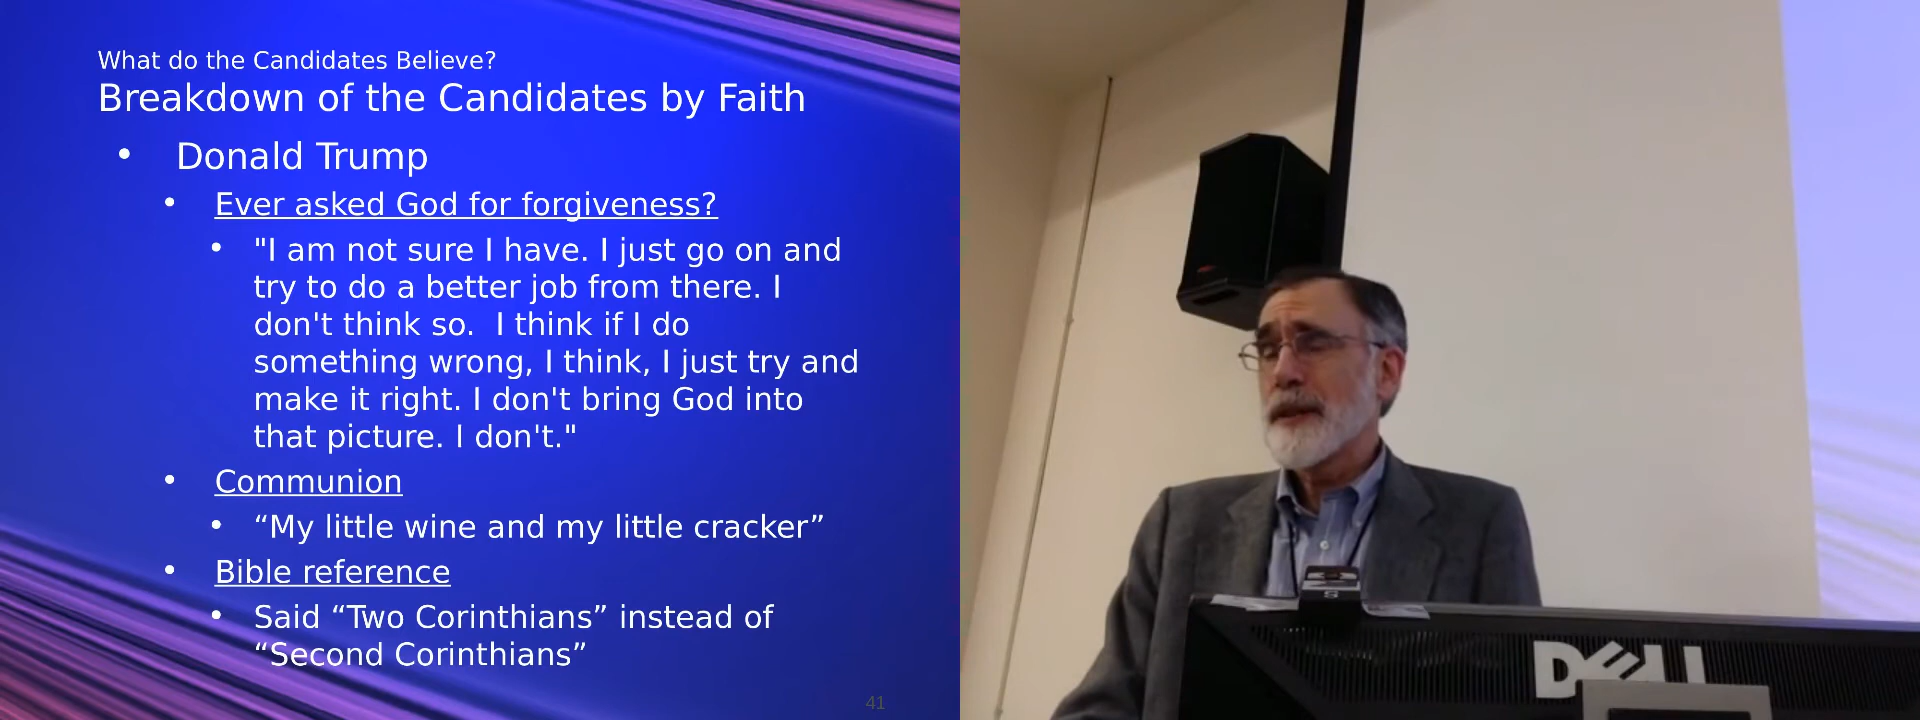 What do the Candidates Believe?
Breakdown of the Candidates by Faith
• Donald Trump
• Ever asked God for forgiveness?
• "I am not sure I have. I just go on and
try to do a better job from there. I
don't think so.  I think if I do
something wrong, I think, I just try and
make it right. I don't bring God into
that picture. I don't."
• Communion
• “My little wine and my little cracker”
• Bible reference
• Said “Two Corinthians” instead of
“Second Corinthians”
41
DELL